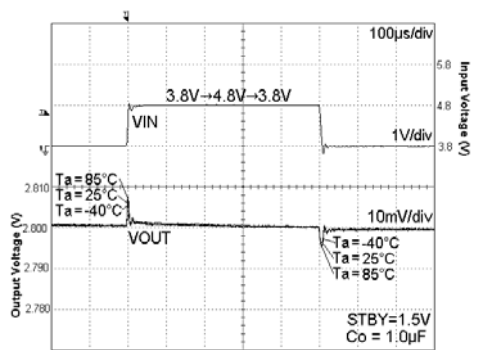 100µs/div
5.8
3.8V→4.8V→3.8V
4.8
VIN
1V/div
3.8
Input Voltage (V)
Ta = 85°C
Ta = 25°C
Ta = -40°C
2.810
2.800
2.790
2.780
Output Voltage (V)
10mV/div
VOUT
Ta = -40°C
Ta = 25°C
Ta = 85°C
STBY=1.5V
Co = 1.0µF